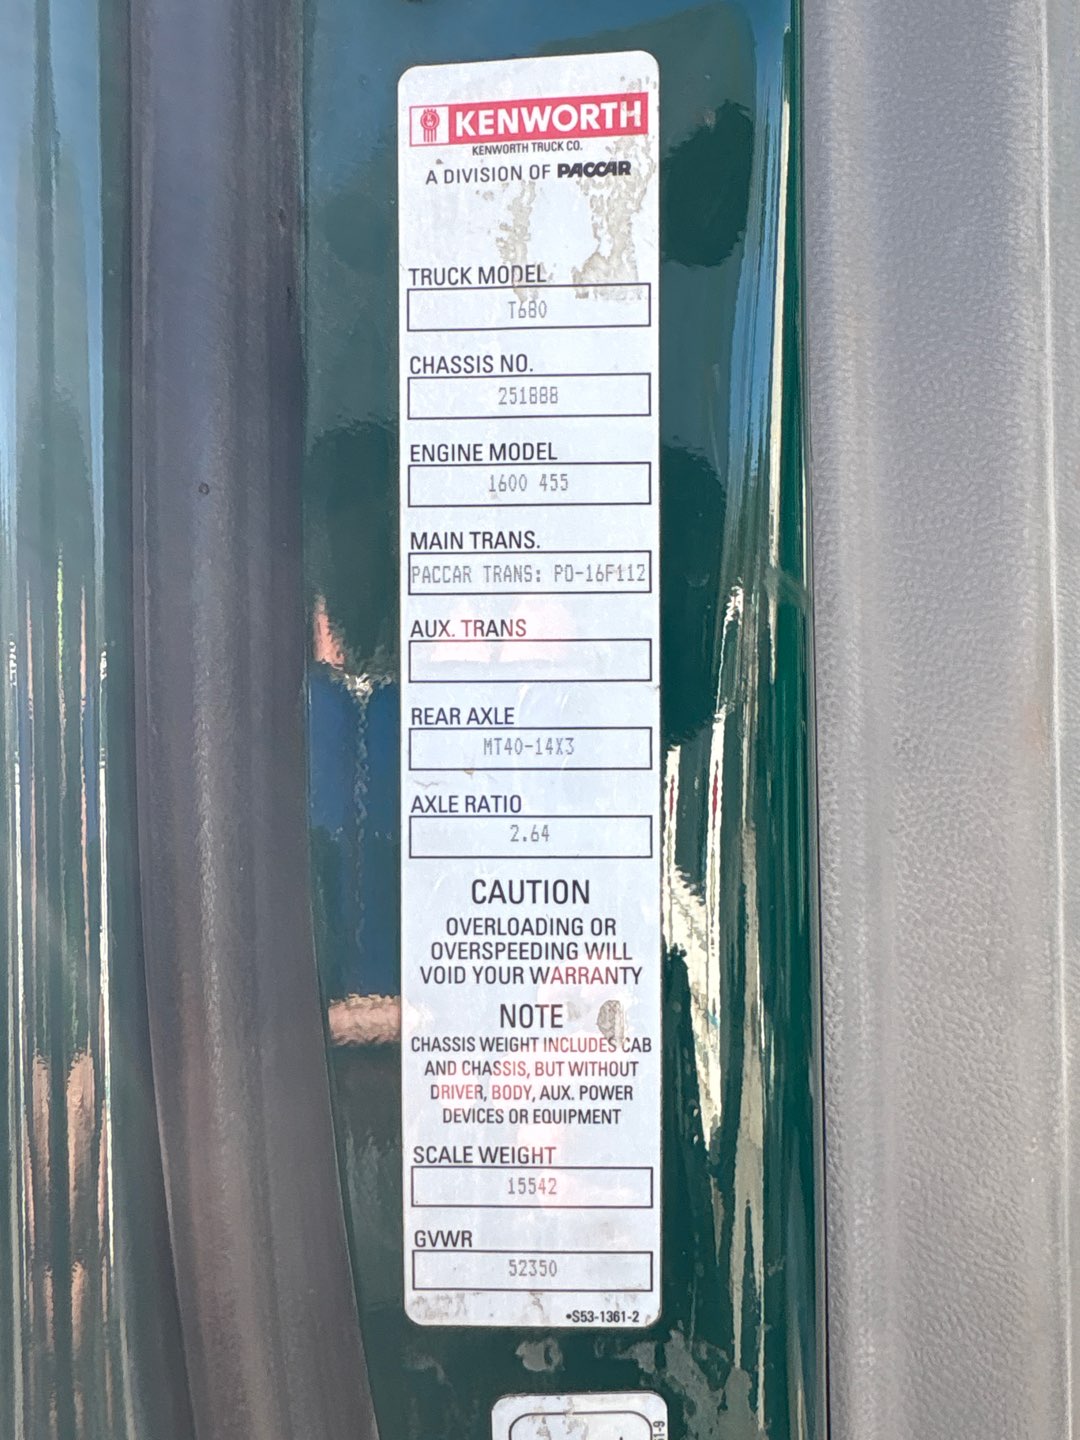 KENWORTH
KENWORTH TRUCK CO.
A DIVISION OF PACCAR
TRUCK MODEL
T680
CHASSIS NO.
251888
ENGINE MODEL
1600 455
MAIN TRANS.
PACCAR TRANS: PO-16F112
AUX. TRANS
REAR AXLE
MT40-14X3
AXLE RATIO
2.64
CAUTION
OVERLOADING OR
OVERSPEEDING WILL
VOID YOUR WARRANTY
NOTE
CHASSIS WEIGHT INCLUDES CAB
AND CHASSIS, BUT WITHOUT
DRIVER, BODY, AUX. POWER
DEVICES OR EQUIPMENT
SCALE WEIGHT
15542
GVWR
52350
•S53-1361-2